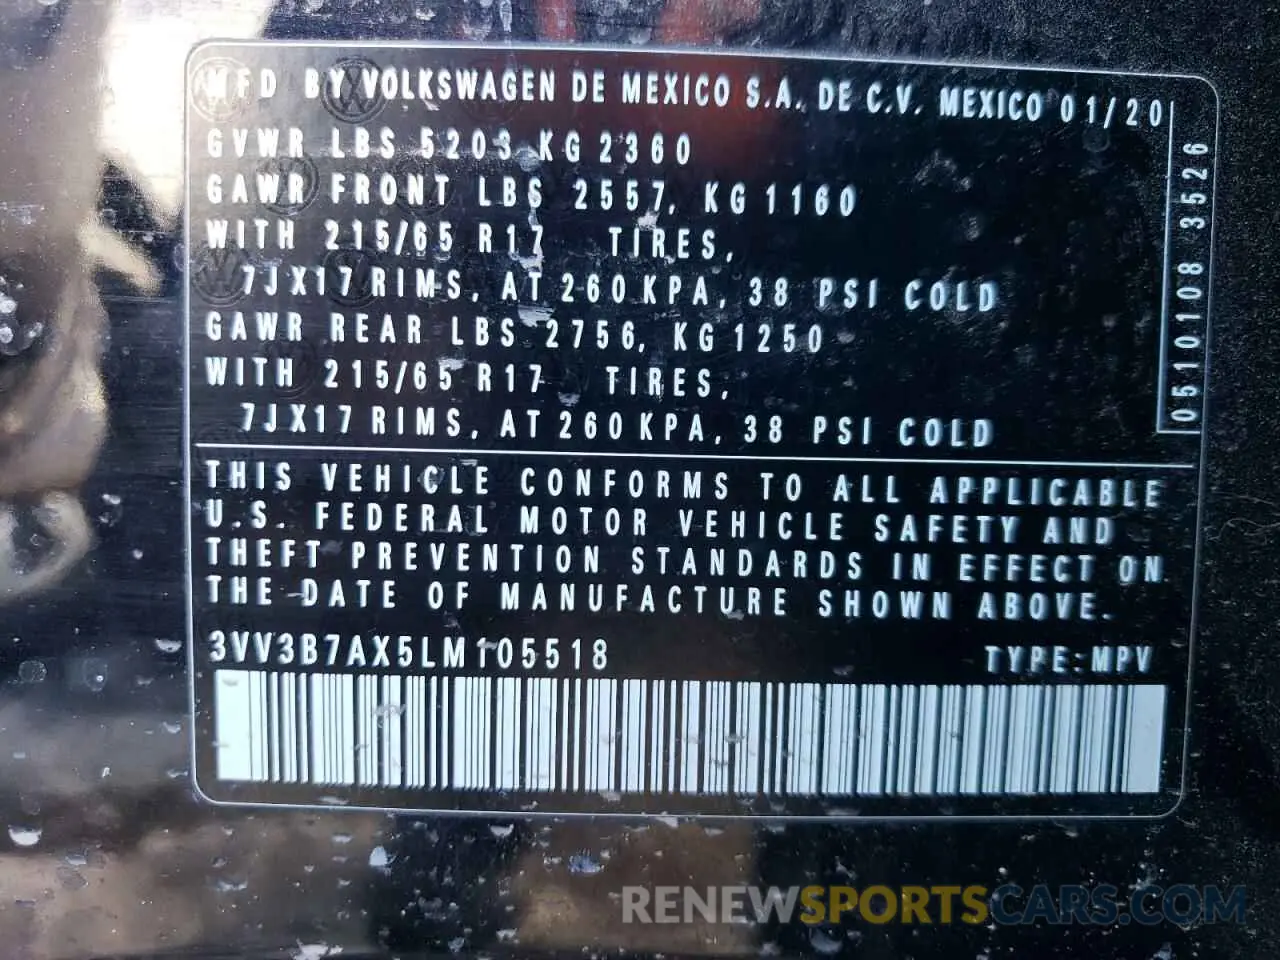 MFD BY VOLKSWAGEN DE MEXICO S.A. DE C.V. MEXICO 01/20
GVWR LBS 5203 KG 2360
GAWR FRONT LBS 2557, KG 1160
WITH 215/65 R17 TIRES,
7JX17 RIMS, AT 260 KPA, 38 PSI COLD
GAWR REAR LBS 2756, KG 1250
WITH 215/65 R17 TIRES,
7JX17 RIMS, AT 260 KPA, 38 PSI COLD
0510108 3526
THIS VEHICLE CONFORMS TO ALL APPLICABLE
U.S. FEDERAL MOTOR VEHICLE SAFETY AND
THEFT PREVENTION STANDARDS IN EFFECT ON
THE DATE OF MANUFACTURE SHOWN ABOVE.
3VV3B7AX5LM105518 TYPE:MPV
RENEWSPORTSCARS.COM